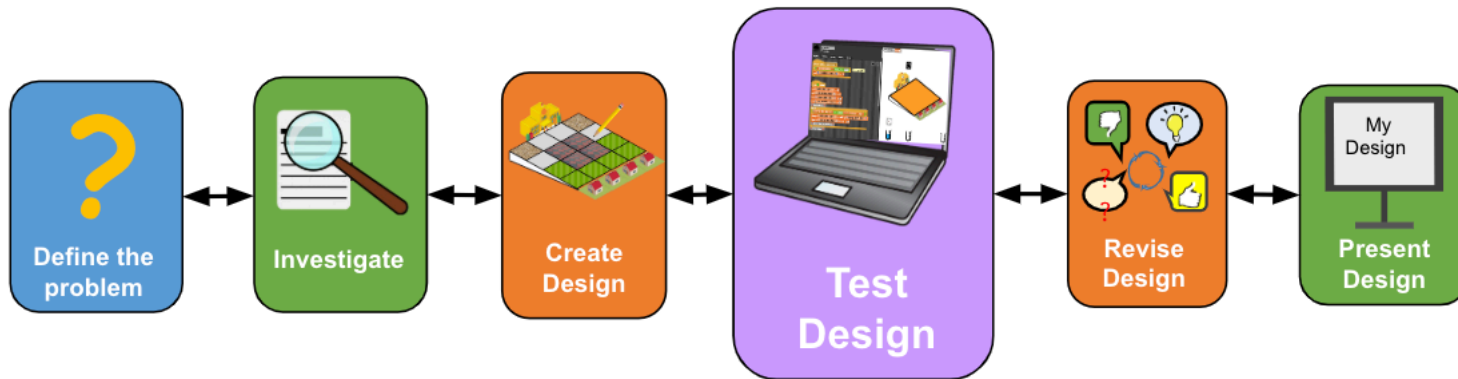 Define the
problem
Investigate
Create
Design
Test
Design
?
?
Revise
Design
My
Design
Present
Design